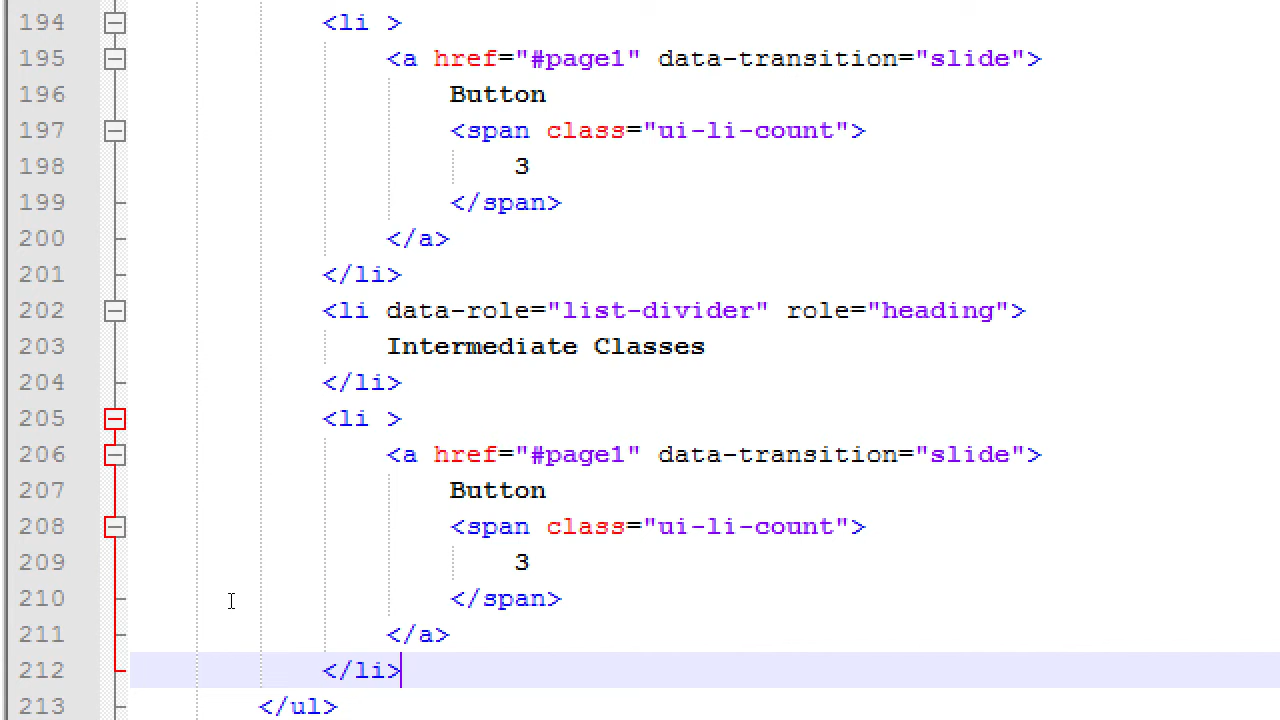 194 <li >
195 <a href="#page1" data-transition="slide">
196 Button
197 <span class="ui-li-count">
198 3
199 </span>
200 </a>
201 </li>
202 <li data-role="list-divider" role="heading">
203 Intermediate Classes
204 </li>
205 <li >
206 <a href="#page1" data-transition="slide">
207 Button
208 <span class="ui-li-count">
209 3
210 </span>
211 </a>
212 </li>
213 </ul>